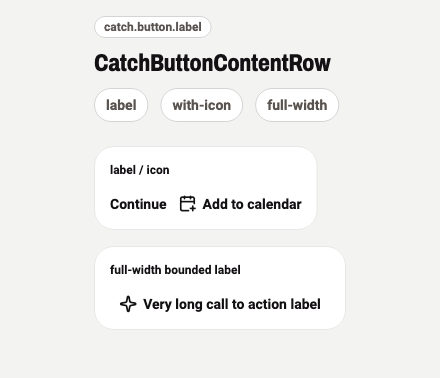 catch.button.label
CatchButtonContentRow
label with-icon full-width
label / icon
Continue Add to calendar
full-width bounded label
Very long call to action label